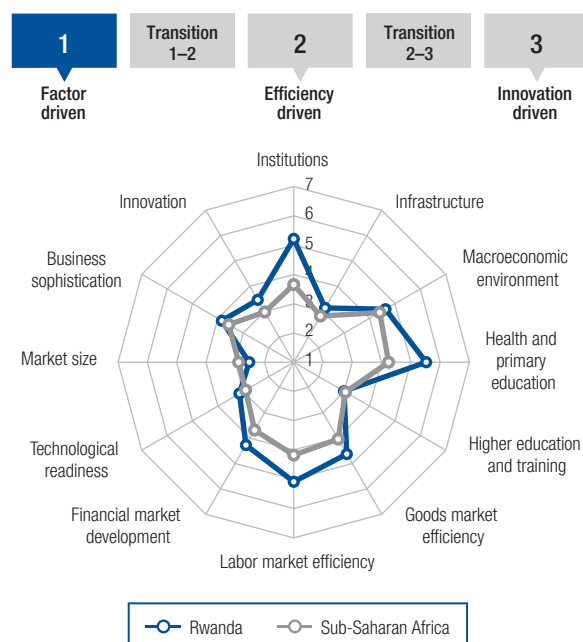 1
Transition
1–2
2
Transition
2–3
3
Factor
driven
Efficiency
driven
Innovation
driven
Institutions
7
6
5
4
3
2
1
Infrastructure
Macroeconomic
environment
Health and
primary
education
Higher education
and training
Goods market
efficiency
Labor market efficiency
Financial market
development
Technological
readiness
Market size
Business
sophistication
Innovation
Rwanda
Sub-Saharan Africa